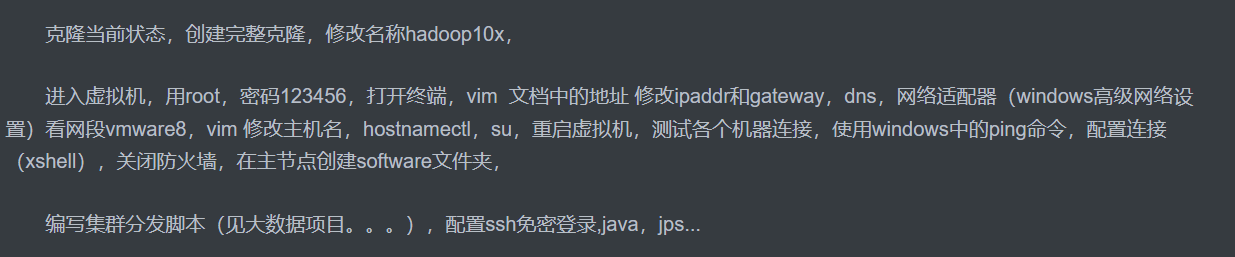 克隆当前状态，创建完整克隆，修改名称hadoop10x，
进入虚拟机，用root，密码123456，打开终端，vim 文档中的地址 修改ipaddr和gateway，dns，网络适配器（windows高级网络设
置）看网段vmware8，vim 修改主机名，hostnamectl，su，重启虚拟机，测试各个机器连接，使用windows中的ping命令，配置连接
（xshell），关闭防火墙，在主节点创建software文件夹，
编写集群分发脚本（见大数据项目。。。），配置ssh免密登录,java，jps...